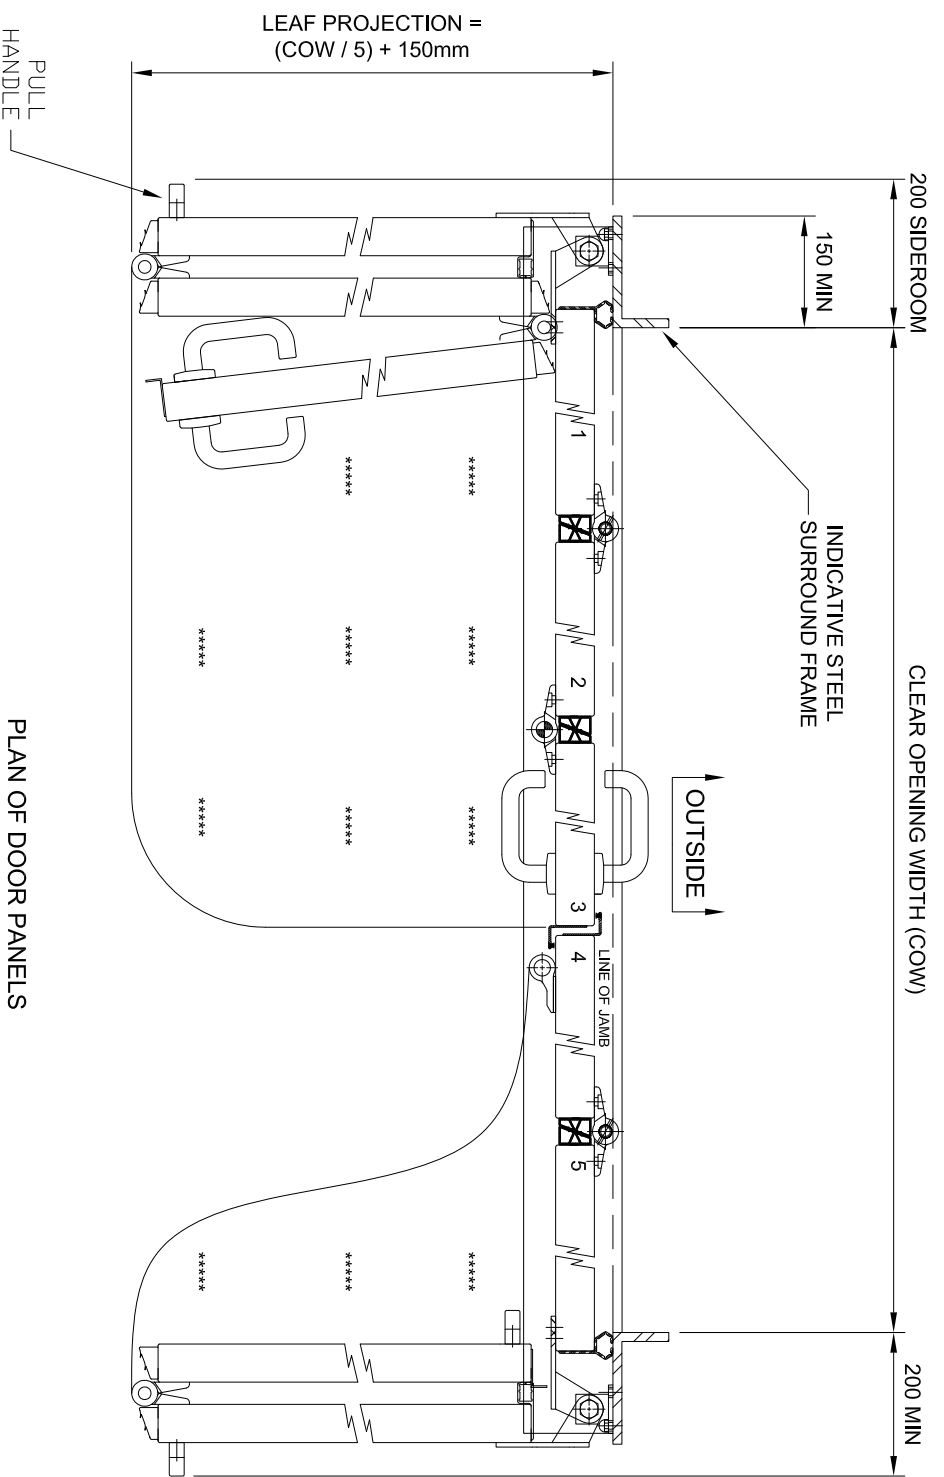 LEAF PROJECTION =
(COW / 5) + 150mm
PULL
HANDLE
200 SIDEROOM
150 MIN
INDICATIVE STEEL
SURROUND FRAME
CLEAR OPENING WIDTH (COW)
200 MIN
OUTSIDE
LINE OF JAMB
1
2
3
4
5
*****
*****
*****
*****
*****
*****
*****
*****
*****
*****
*****
PLAN OF DOOR PANELS